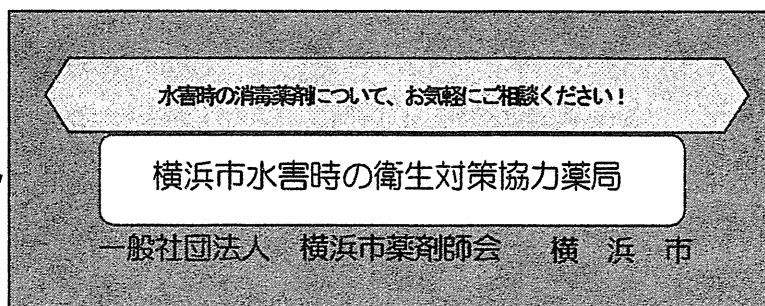 水害時の消毒薬剤について、お気軽にご相談ください！
横浜市水害時の衛生対策協力薬局
一般社団法人　横浜市薬剤師会　横　浜　市